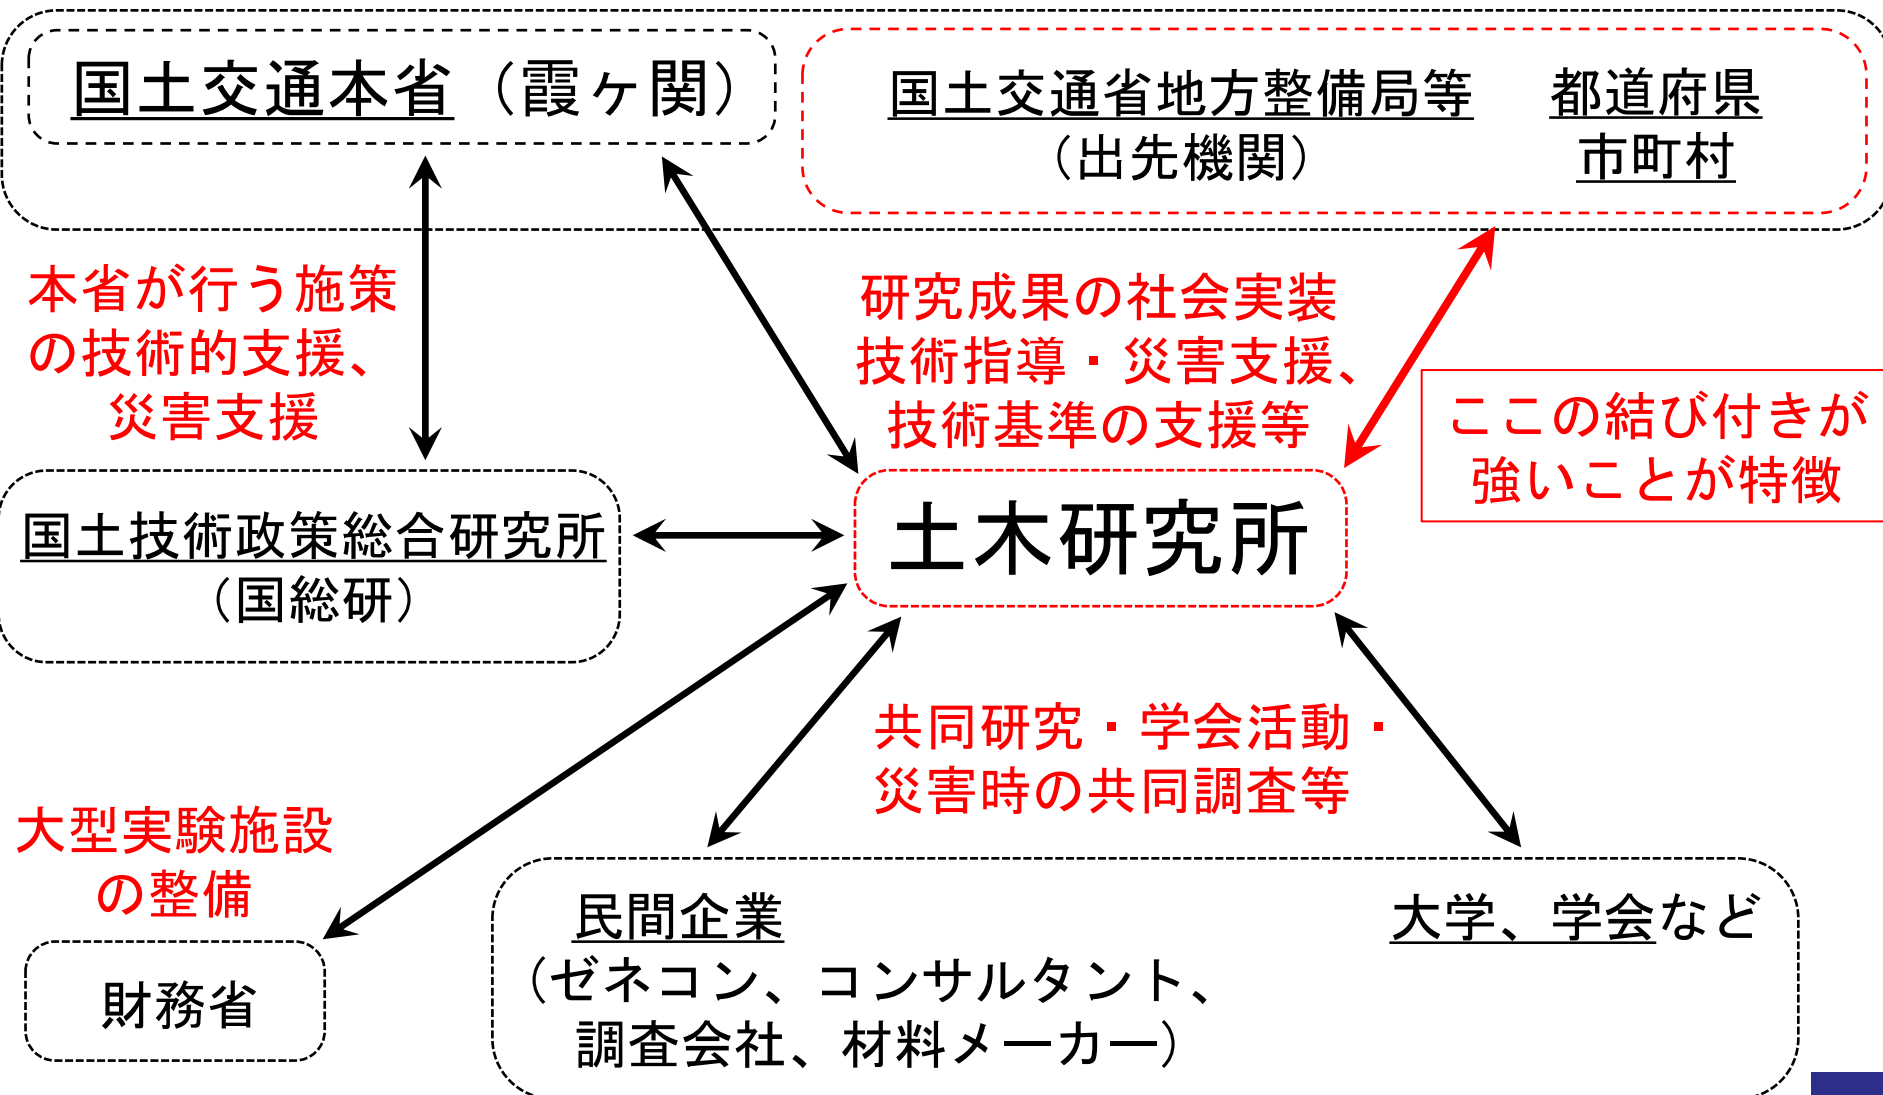 国土交通本省（霞ヶ関）
国土交通省地方整備局等
（出先機関）
都道府県
市町村
本省が行う施策
の技術的支援、
災害支援
研究成果の社会実装
技術指導・災害支援、
技術基準の支援等
ここの結び付きが
強いことが特徴
国土技術政策総合研究所
（国総研）
土木研究所
共同研究・学会活動・
災害時の共同調査等
大型実験施設
の整備
財務省
民間企業
（ゼネコン、コンサルタント、
調査会社、材料メーカー）
大学、学会など